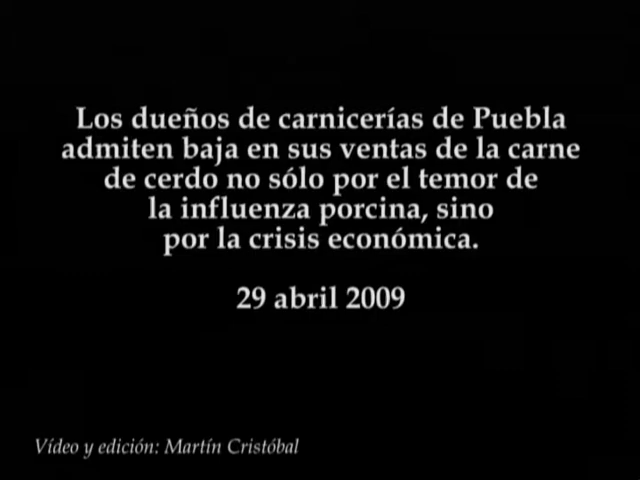 Los dueños de carnicerías de Puebla
admiten baja en sus ventas de la carne
de cerdo no sólo por el temor de
la influenza porcina, sino
por la crisis económica.
29 abril 2009
Vídeo y edición: Martín Cristóbal